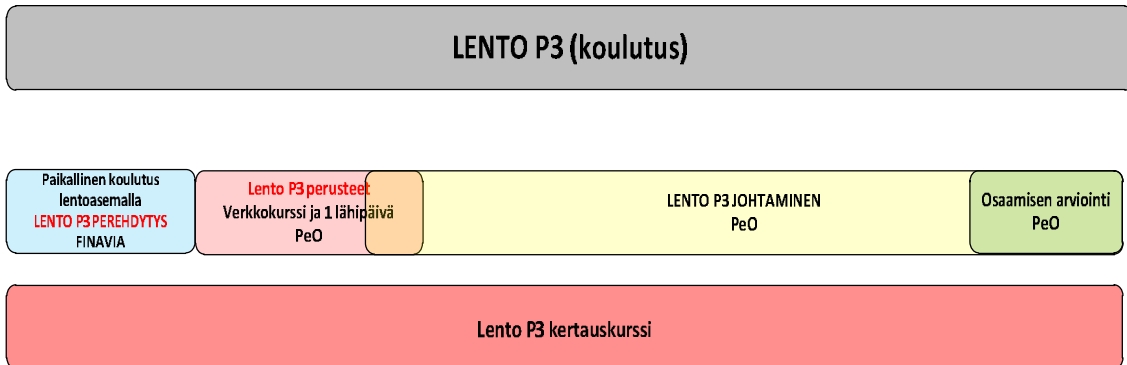 LENTO P3 (koulutus)
Paikallinen koulutus
lentoasemalla
LENTO P3 PEREHDYTYS
FINAVIA
Lento P3 perusteet
Verkkokurssi ja 1 lähipäivä
PeO
LENTO P3 JOHTAMINEN
PeO
Osaamisen arviointi
PeO
Lento P3 kertauskurssi